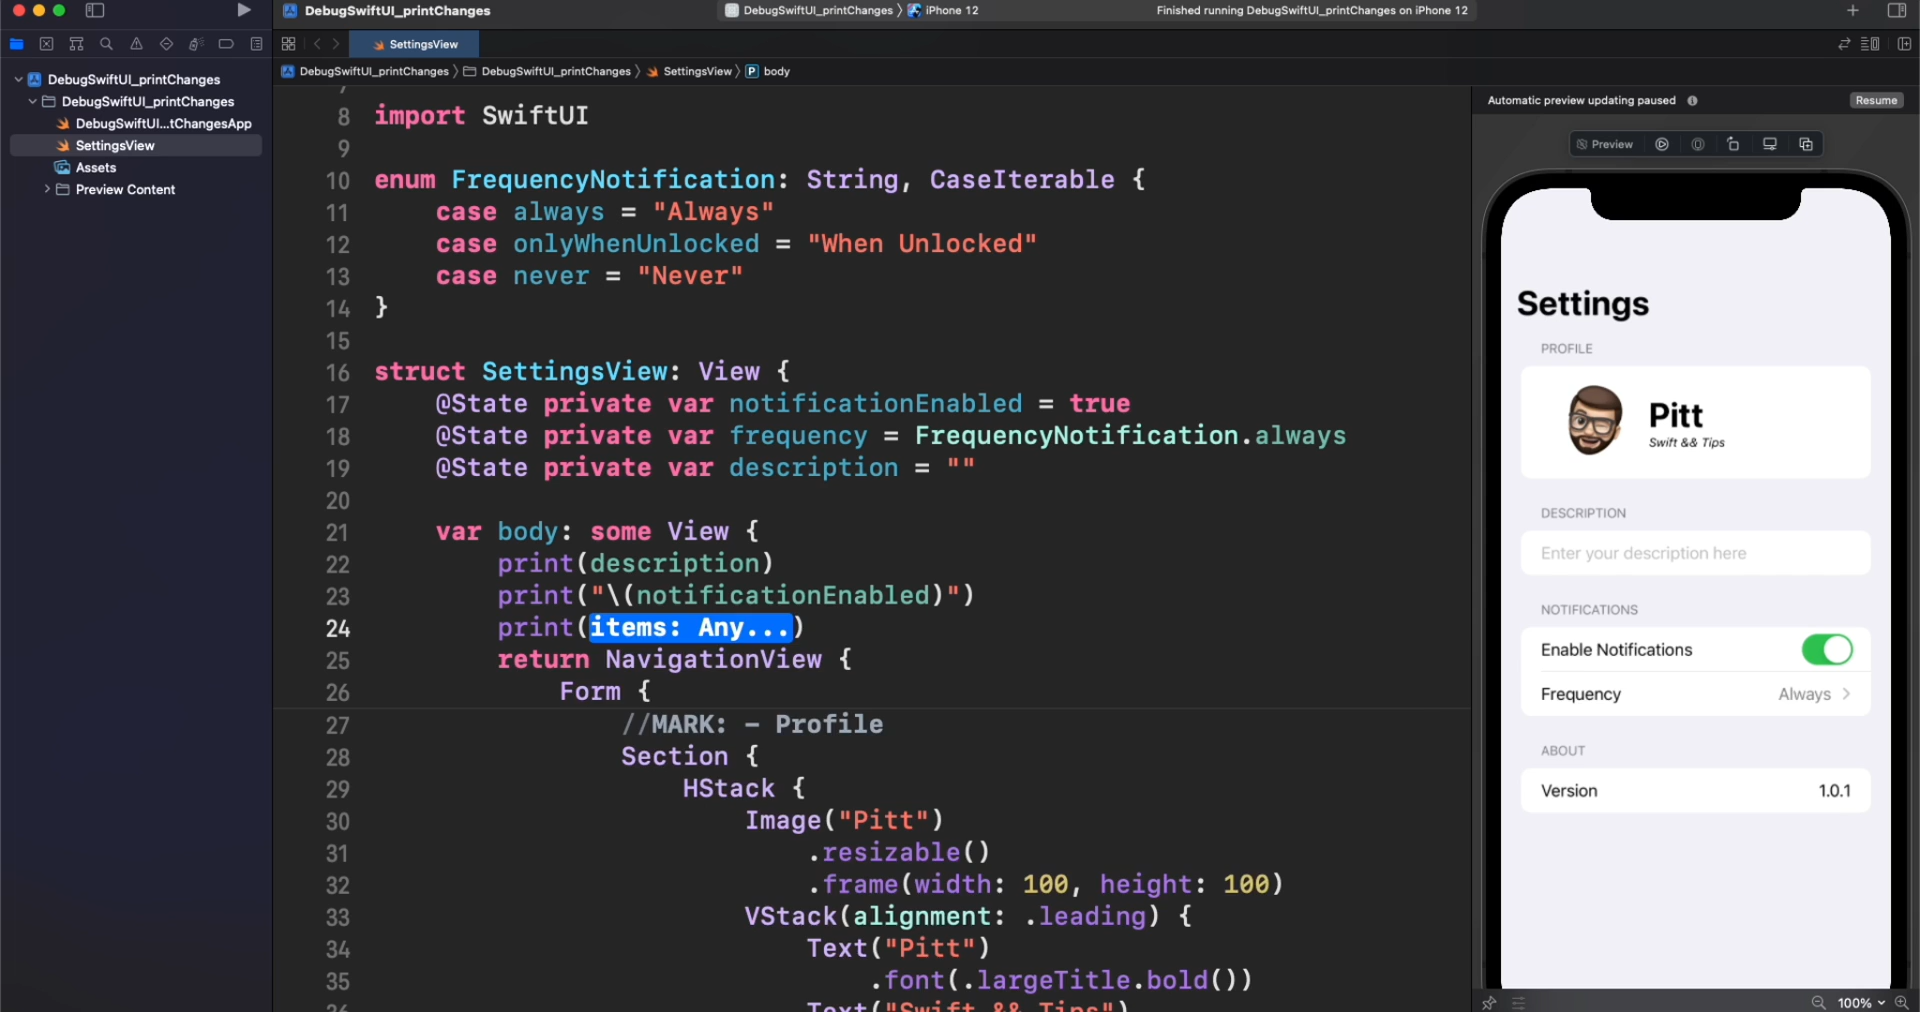 DebugSwiftUI_printChanges
DebugSwiftUI_printChanges
iPhone 12
Finished running DebugSwiftUI_printChanges on iPhone 12
SettingsView
DebugSwiftUI_printChanges
DebugSwiftUI_printChanges
SettingsView
P body
DebugSwiftUI_printChanges
DebugSwiftUI_printChanges
DebugSwiftUI...tChangesApp
SettingsView
Assets
Preview Content
8 import SwiftUI
9
10 enum FrequencyNotification: String, CaseIterable {
11 case always = "Always"
12 case onlyWhenUnlocked = "When Unlocked"
13 case never = "Never"
14 }
15
16 struct SettingsView: View {
17 @State private var notificationEnabled = true
18 @State private var frequency = FrequencyNotification.always
19 @State private var description = ""
20
21 var body: some View {
22 print(description)
23 print("\(notificationEnabled)")
24 print(items: Any...)
25 return NavigationView {
26 Form {
27 //MARK: - Profile
28 Section {
29 HStack {
30 Image("Pitt")
31 .resizable()
32 .frame(width: 100, height: 100)
33 VStack(alignment: .leading) {
34 Text("Pitt")
35 .font(.largeTitle.bold())
Text("Swift && Tips")
Automatic preview updating paused
Resume
Preview
Settings
PROFILE
Pitt
Swift && Tips
DESCRIPTION
Enter your description here
NOTIFICATIONS
Enable Notifications
Frequency Always
ABOUT
Version 1.0.1
100%